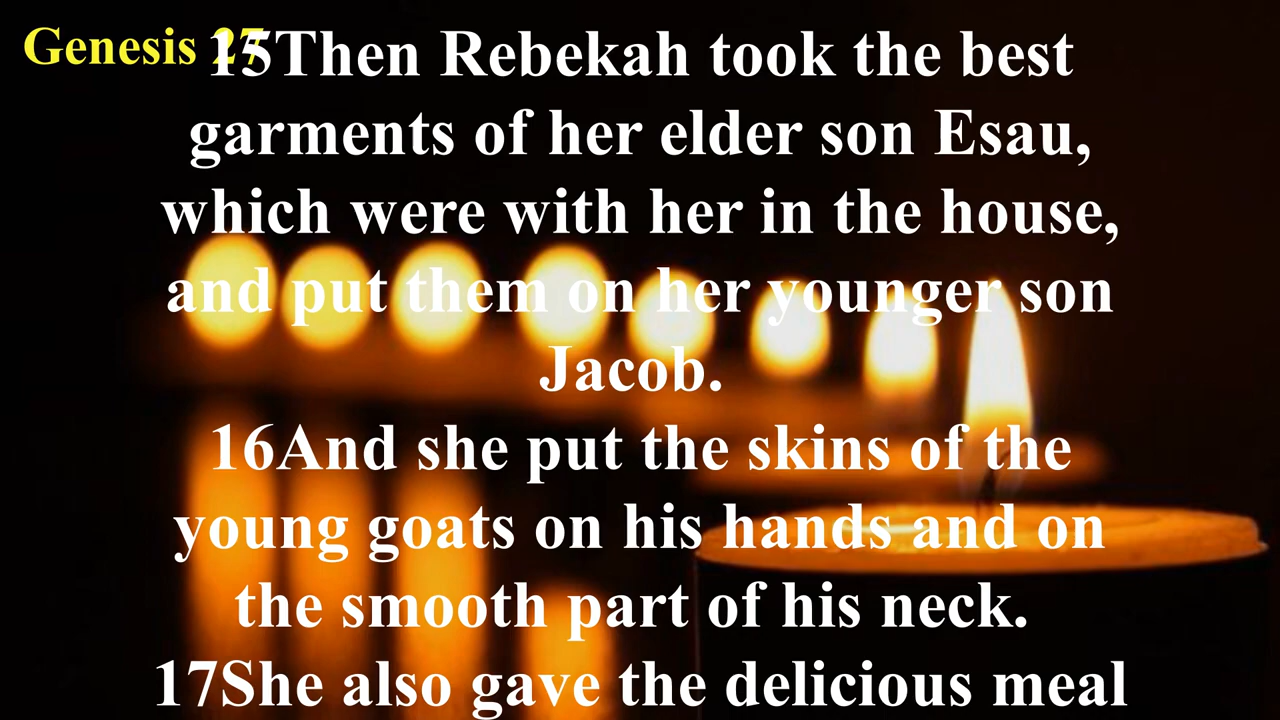 Genesis 27
15Then Rebekah took the best
garments of her elder son Esau,
which were with her in the house,
and put them on her younger son
Jacob.
16And she put the skins of the
young goats on his hands and on
the smooth part of his neck.
17She also gave the delicious meal